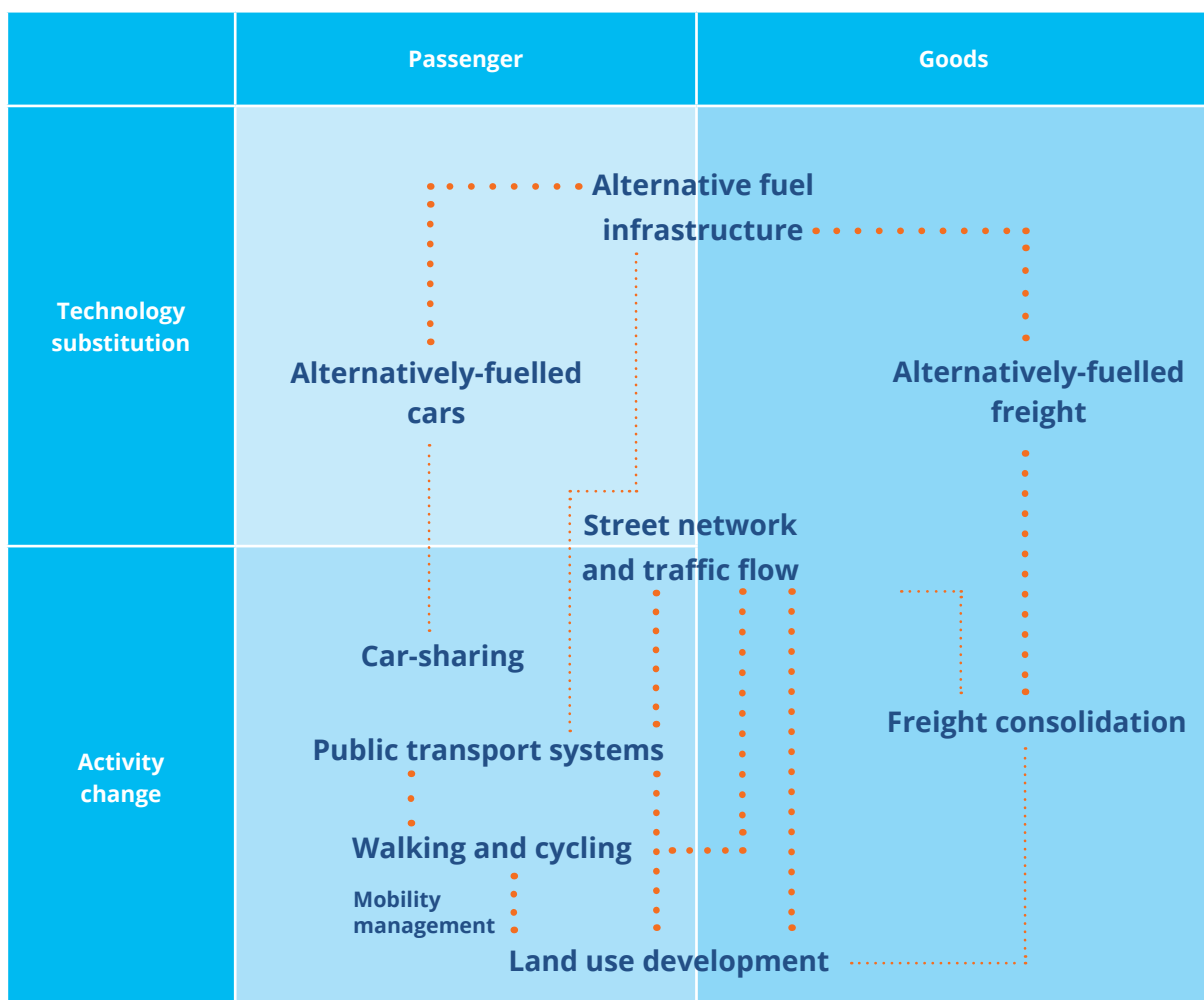 Passenger
Goods
Technology
substitution
Alternative fuel
infrastructure
Alternatively-fuelled
cars
Alternatively-fuelled
freight
Street network
and traffic flow
Activity
change
Car-sharing
Freight consolidation
Public transport systems
Walking and cycling
Mobility
management
Land use development